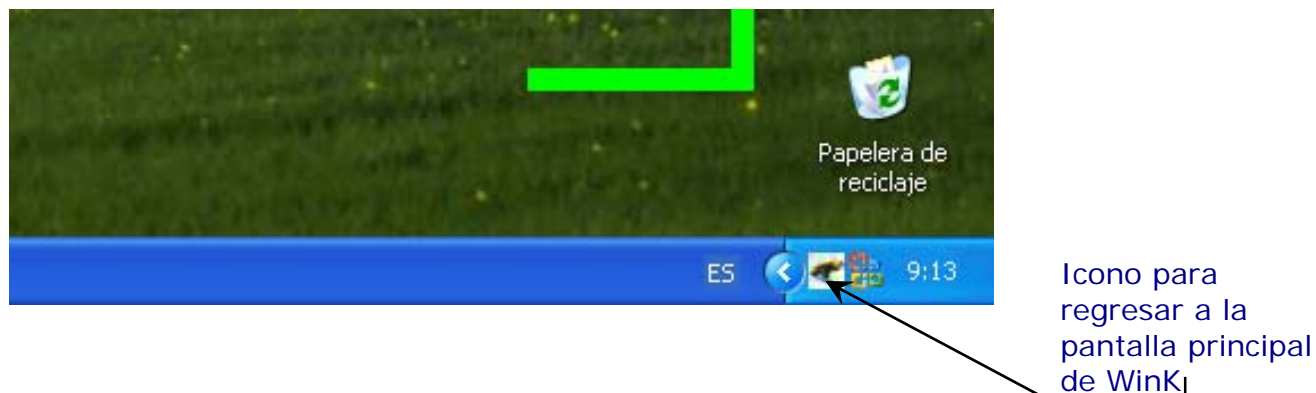 Papelera de
reciclaje
ES
9:13
Icono para
regresar a la
pantalla principal
de WinK